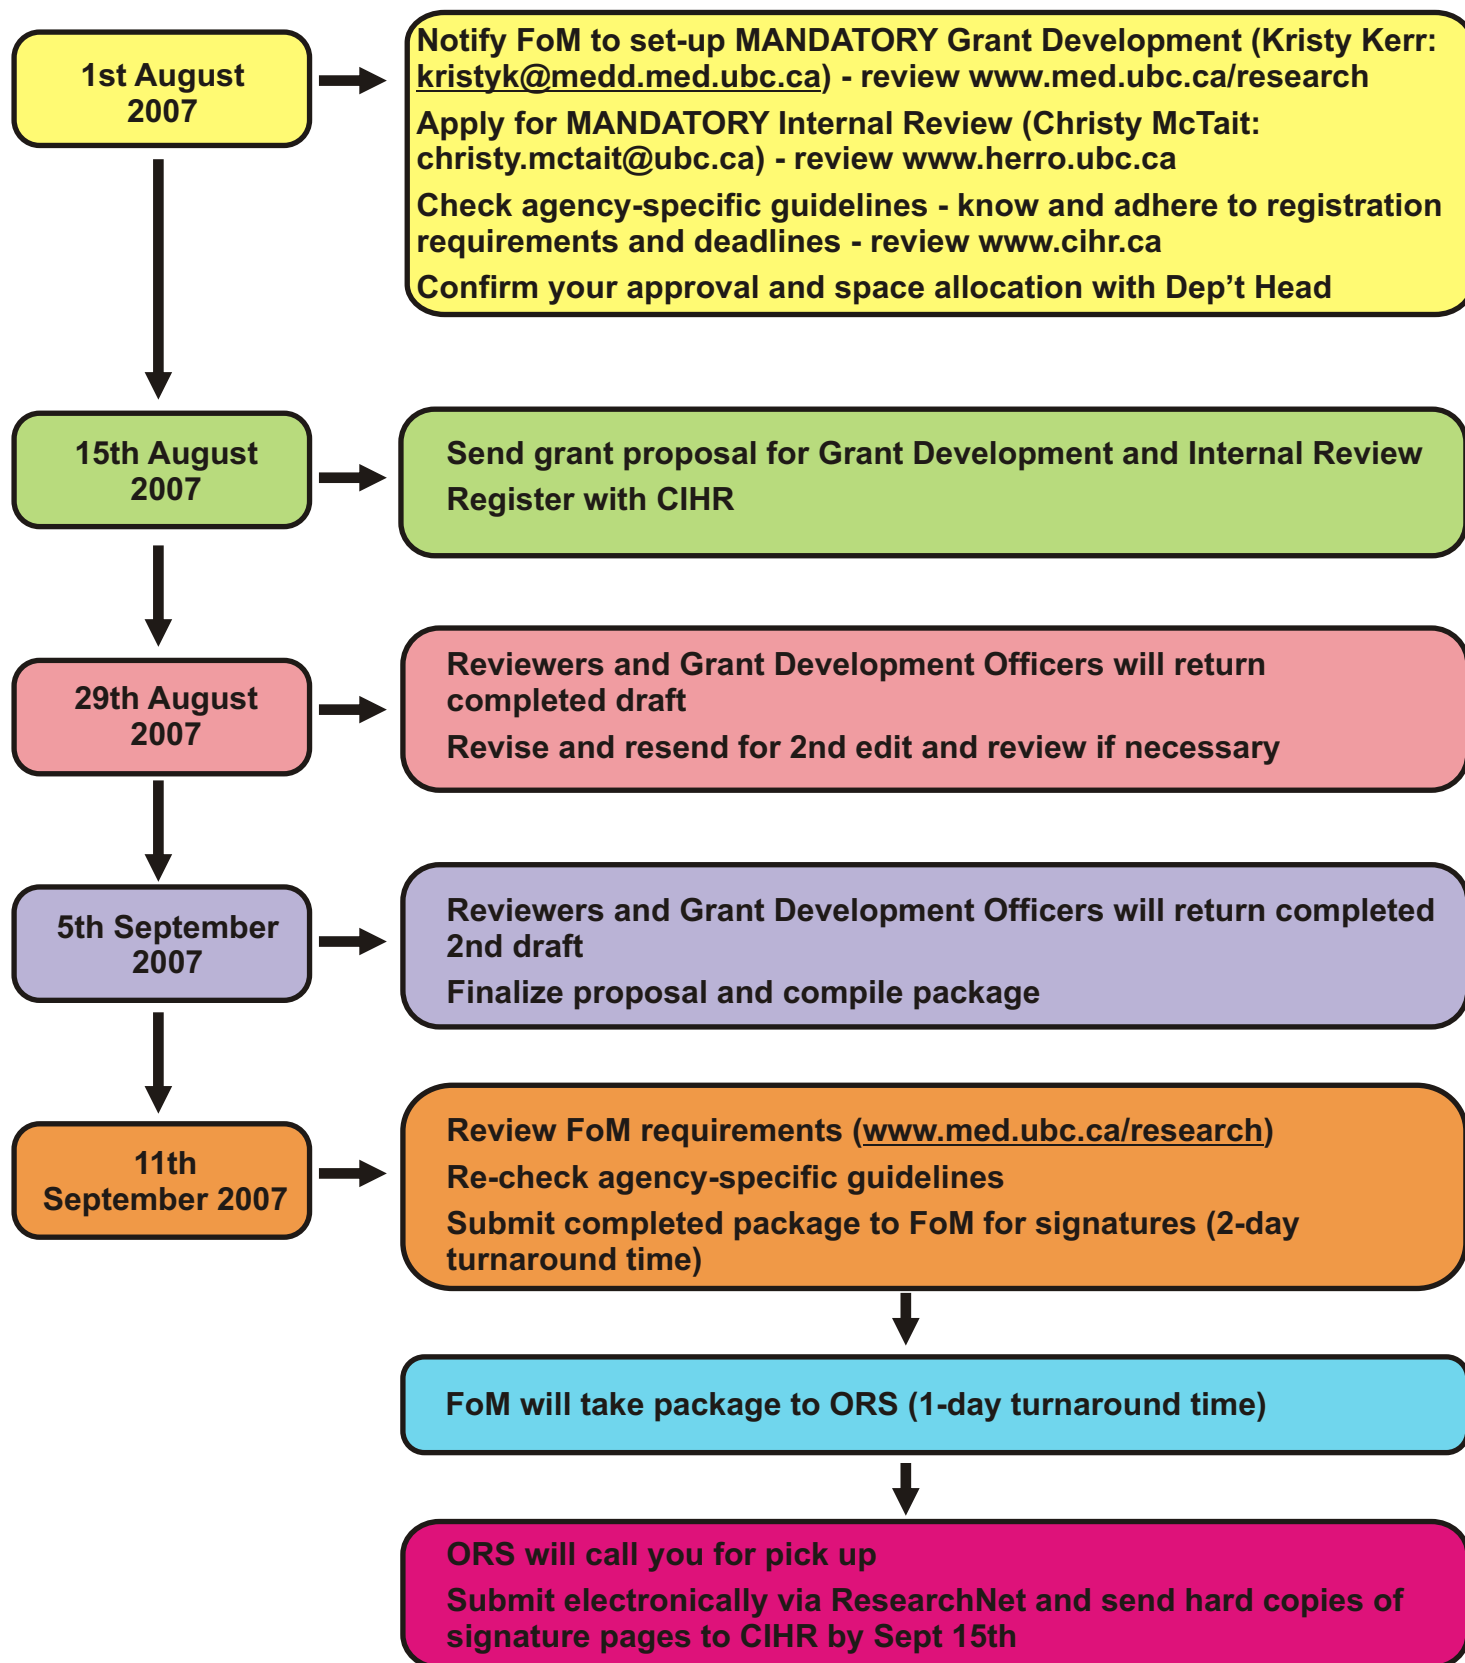 1st August
2007
Notify FoM to set-up MANDATORY Grant Development (Kristy Kerr:
kristyk@medd.med.ubc.ca) - review www.med.ubc.ca/research
Apply for MANDATORY Internal Review (Christy McTait:
christy.mctait@ubc.ca) - review www.herro.ubc.ca
Check agency-specific guidelines - know and adhere to registration
requirements and deadlines - review www.cihr.ca
Confirm your approval and space allocation with Dep’t Head
15th August
2007
Send grant proposal for Grant Development and Internal Review
Register with CIHR
29th August
2007
Reviewers and Grant Development Officers will return
completed draft
Revise and resend for 2nd edit and review if necessary
5th September
2007
Reviewers and Grant Development Officers will return completed
2nd draft
Finalize proposal and compile package
11th
September 2007
Review FoM requirements (www.med.ubc.ca/research)
Re-check agency-specific guidelines
Submit completed package to FoM for signatures (2-day
turnaround time)
FoM will take package to ORS (1-day turnaround time)
ORS will call you for pick up
Submit electronically via ResearchNet and send hard copies of
signature pages to CIHR by Sept 15th